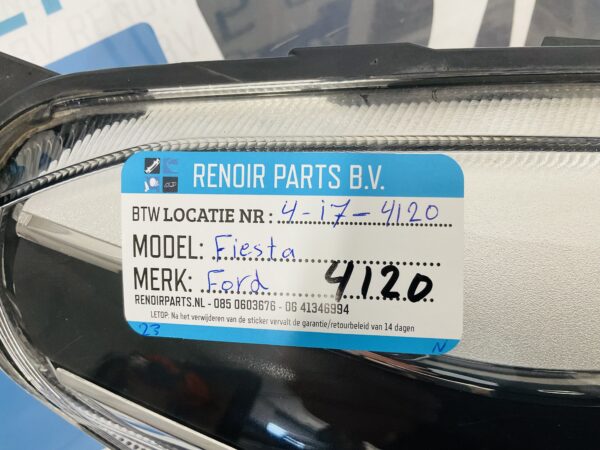 RENOIR PARTS B.V.
BTW LOCATIE NR : 4-17-4120
MODEL: Fiesta
MERK: Ford 4120
RENOIRPARTS.NL - 085 0603676 - 06 41346994
LETOP: Na het verwijderen van de sticker vervalt de garantie/retourbeleid van 14 dagen
23 N